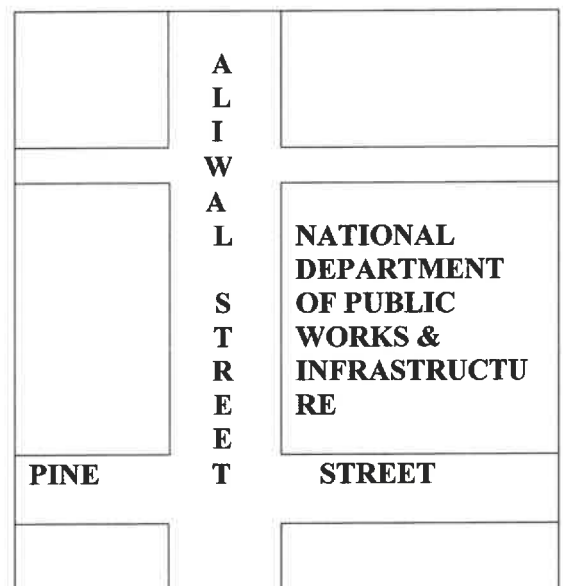 A
L
I
W
A
L
S
T
R
E
E
T
NATIONAL
DEPARTMENT
OF PUBLIC
WORKS &
INFRASTRUCTU
RE
PINE STREET